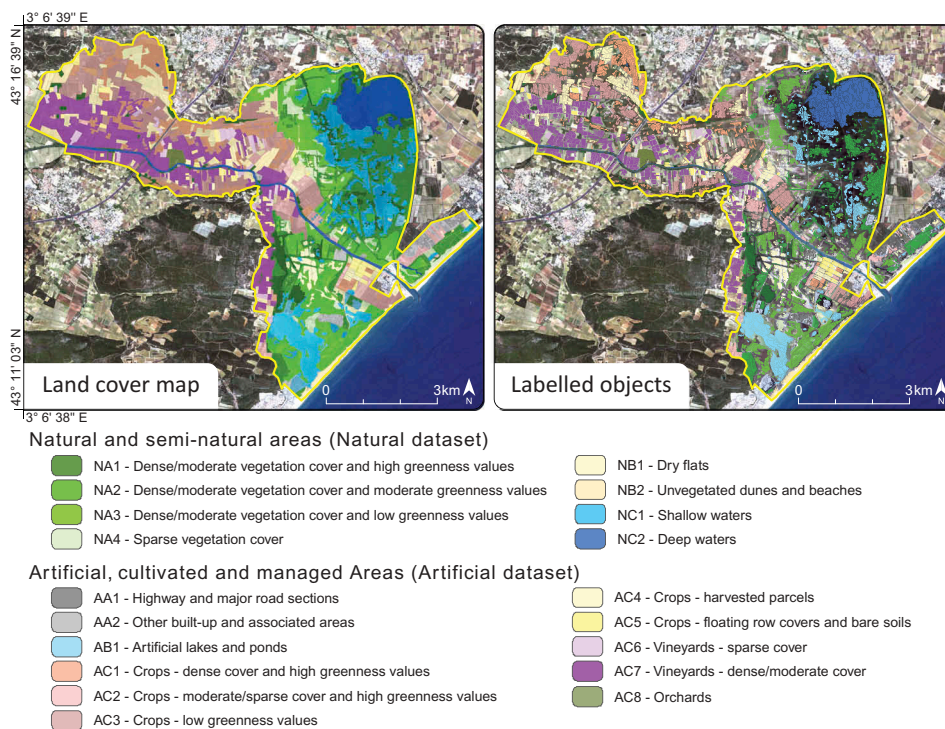 3° 6' 39" E
43° 16' 39" N
43° 11' 03" N
3° 6' 38" E
Land cover map
0 3km
N
Labelled objects
0 3km
N
Natural and semi-natural areas (Natural dataset)
NA1 - Dense/moderate vegetation cover and high greenness values
NA2 - Dense/moderate vegetation cover and moderate greenness values
NA3 - Dense/moderate vegetation cover and low greenness values
NA4 - Sparse vegetation cover
NB1 - Dry flats
NB2 - Unvegetated dunes and beaches
NC1 - Shallow waters
NC2 - Deep waters
Artificial, cultivated and managed Areas (Artificial dataset)
AA1 - Highway and major road sections
AA2 - Other built-up and associated areas
AB1 - Artificial lakes and ponds
AC1 - Crops - dense cover and high greenness values
AC2 - Crops - moderate/sparse cover and high greenness values
AC3 - Crops - low greenness values
AC4 - Crops - harvested parcels
AC5 - Crops - floating row covers and bare soils
AC6 - Vineyards - sparse cover
AC7 - Vineyards - dense/moderate cover
AC8 - Orchards